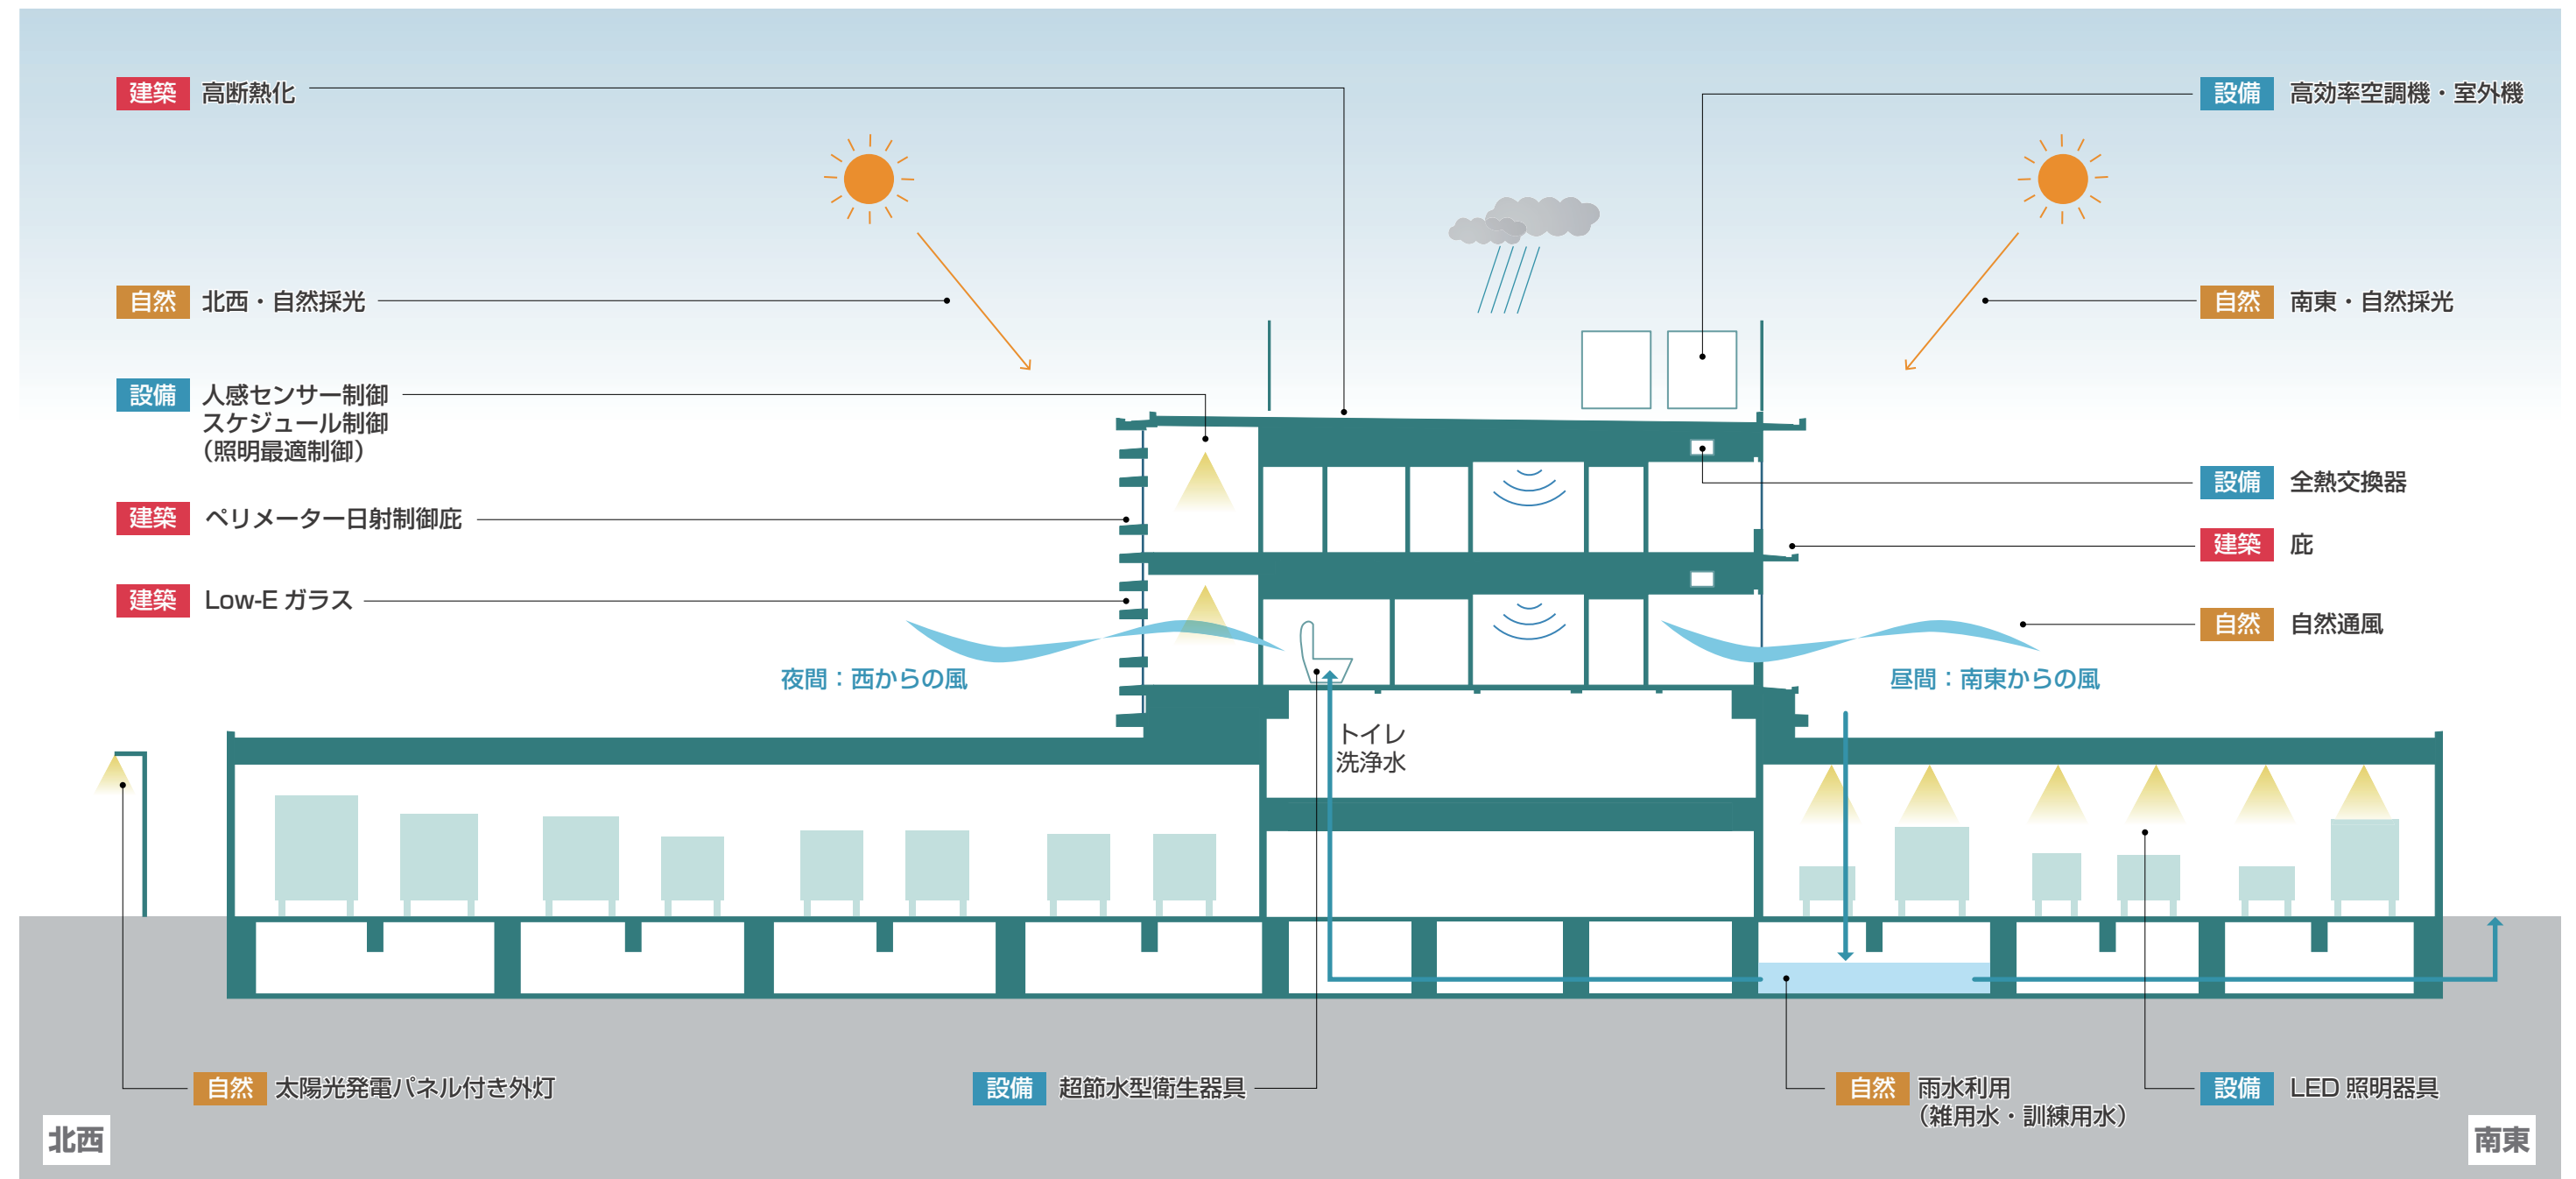 建築 高断熱化
設備 高効率空調機・室外機
自然 北西・自然採光
自然 南東・自然採光
設備 人感センサー制御
スケジュール制御
（照明最適制御）
設備 全熱交換器
建築 ペリメーター日射制御庇
建築 庇
建築 Low-E ガラス
自然 自然通風
夜間：西からの風
昼間：南東からの風
トイレ
洗浄水
自然 太陽光発電パネル付き外灯
設備 超節水型衛生器具
自然 雨水利用
（雑用水・訓練用水）
設備 LED 照明器具
北西
南東